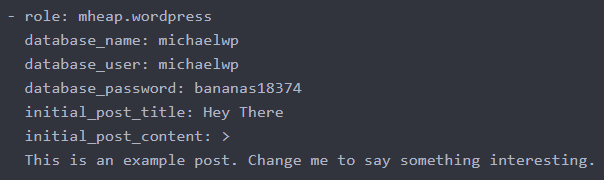 - role: mheap.wordpress
database_name: michaelwp
database_user: michaelwp
database_password: bananas18374
initial_post_title: Hey There
initial_post_content: >
This is an example post. Change me to say something interesting.